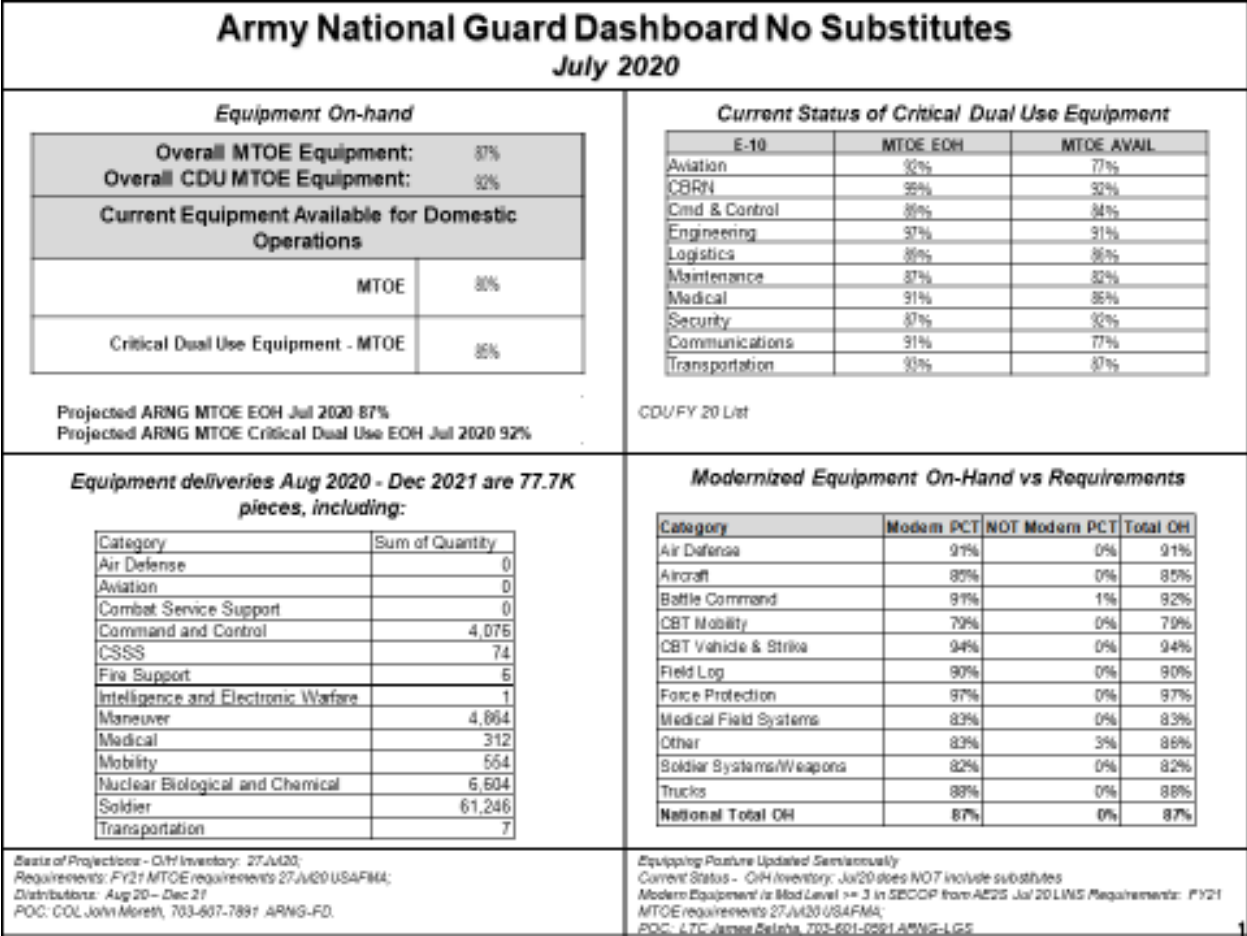 Army National Guard Dashboard No Substitutes
July 2020
Equipment On-hand
Overall MTOE Equipment: 87%
Overall CDU MTOE Equipment: 92%
Current Equipment Available for Domestic
Operations
MTOE 80%
Critical Dual Use Equipment - MTOE 85%
Projected ARNG MTOE EOH Jul 2020 87%
Projected ARNG MTOE Critical Dual Use EOH Jul 2020 92%
Current Status of Critical Dual Use Equipment
E-10 MTOE EOH MTOE AVAIL
Aviation 92% 77%
CBRN 99% 92%
Cmd & Control 89% 84%
Engineering 97% 91%
Logistics 89% 86%
Maintenance 87% 82%
Medical 91% 86%
Security 87% 92%
Communications 91% 77%
Transportation 93% 87%
CDU FY 20 List
Equipment deliveries Aug 2020 - Dec 2021 are 77.7K
pieces, including:
Category Sum of Quantity
Air Defense 0
Aviation 0
Combat Service Support 0
Command and Control 4,076
CSSS 74
Fire Support 6
Intelligence and Electronic Warfare 1
Maneuver 4,864
Medical 312
Mobility 554
Nuclear Biological and Chemical 6,604
Soldier 61,246
Transportation 7
Modernized Equipment On-Hand vs Requirements
Category Modern PCT NOT Modern PCT Total OH
Air Defense 91% 0% 91%
Aircraft 85% 0% 85%
Battle Command 91% 1% 92%
CBT Mobility 79% 0% 79%
CBT Vehicle & Strike 94% 0% 94%
Field Log 90% 0% 90%
Force Protection 97% 0% 97%
Medical Field Systems 83% 0% 83%
Other 83% 3% 86%
Soldier Systems/Weapons 82% 0% 82%
Trucks 88% 0% 88%
National Total OH 87% 0% 87%
Basis of Projections - O/H Inventory: 27Jul20;
Requirements: FY21 MTOE requirements 27Jul20 USAFMA;
Distributions: Aug 20 – Dec 21
POC: COL John Moreth, 703-607-7891 ARNG-FD.
Equipping Posture Updated Semiannually
Current Status - O/H Inventory: Jul20 does NOT include substitutes
Modern Equipment is Mod Level >= 3 in SECOP from AE2S Jul 20 LINS Requirements: FY21
MTOE requirements 27Jul20 USAFMA;
POC: LTC James 703-601-0591 ARNG-LGS
1